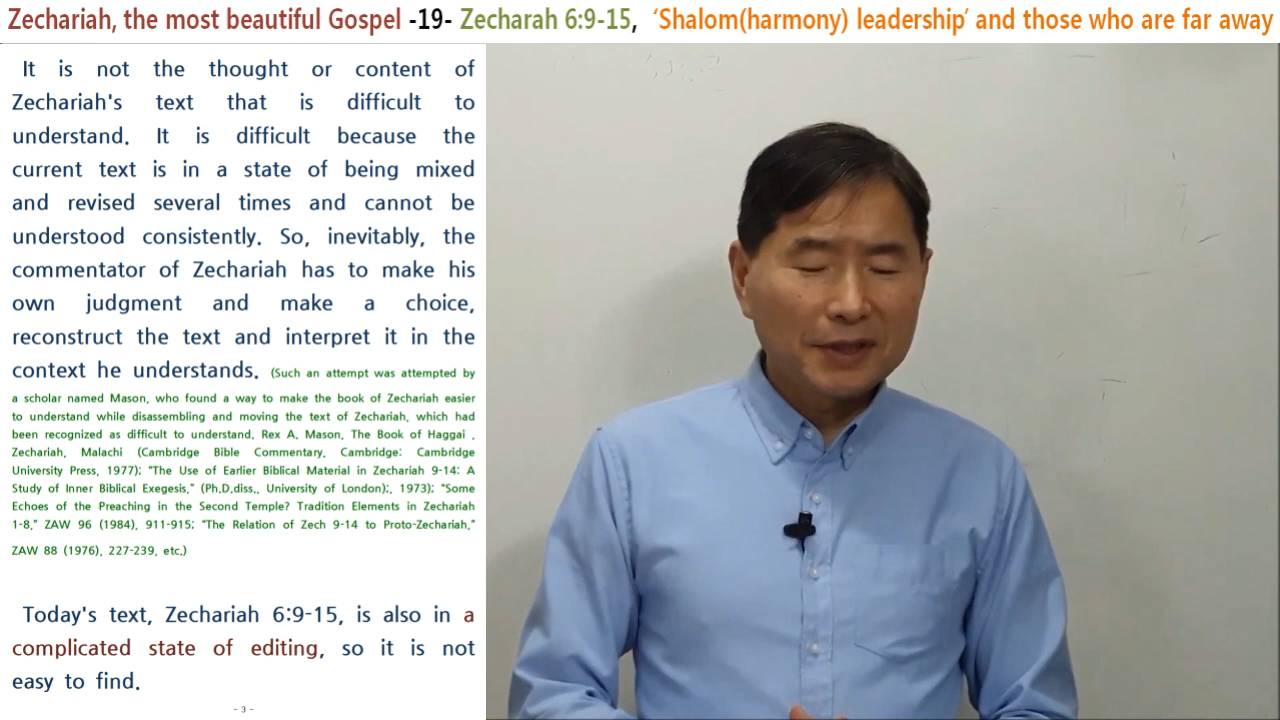 Zechariah, the most beautiful Gospel -19- Zecharah 6:9-15, ‘Shalom(harmony) leadership’ and those who are far away
It is not the thought or content of
Zechariah's text that is difficult to
understand. It is difficult because the
current text is in a state of being mixed
and revised several times and cannot be
understood consistently. So, inevitably, the
commentator of Zechariah has to make his
own judgment and make a choice,
reconstruct the text and interpret it in the
context he understands. (Such an attempt was attempted by
a scholar named Mason, who found a way to make the book of Zechariah easier
to understand while disassembling and moving the text of Zechariah, which had
been recognized as difficult to understand. Rex A. Mason, The Book of Haggai ,
Zechariah, Malachi (Cambridge Bible Commentary. Cambridge: Cambridge
University Press, 1977); "The Use of Earlier Biblical Material in Zechariah 9-14: A
Study of Inner Biblical Exegesis," (Ph.D.diss., University of London);, 1973); "Some
Echoes of the Preaching in the Second Temple? Tradition Elements in Zechariah
1-8," ZAW 96 (1984), 911-915; "The Relation of Zech 9-14 to Proto-Zechariah,"
ZAW 88 (1976), 227-239, etc.)
Today's text, Zechariah 6:9-15, is also in a
complicated state of editing, so it is not
easy to find.
- 3 -